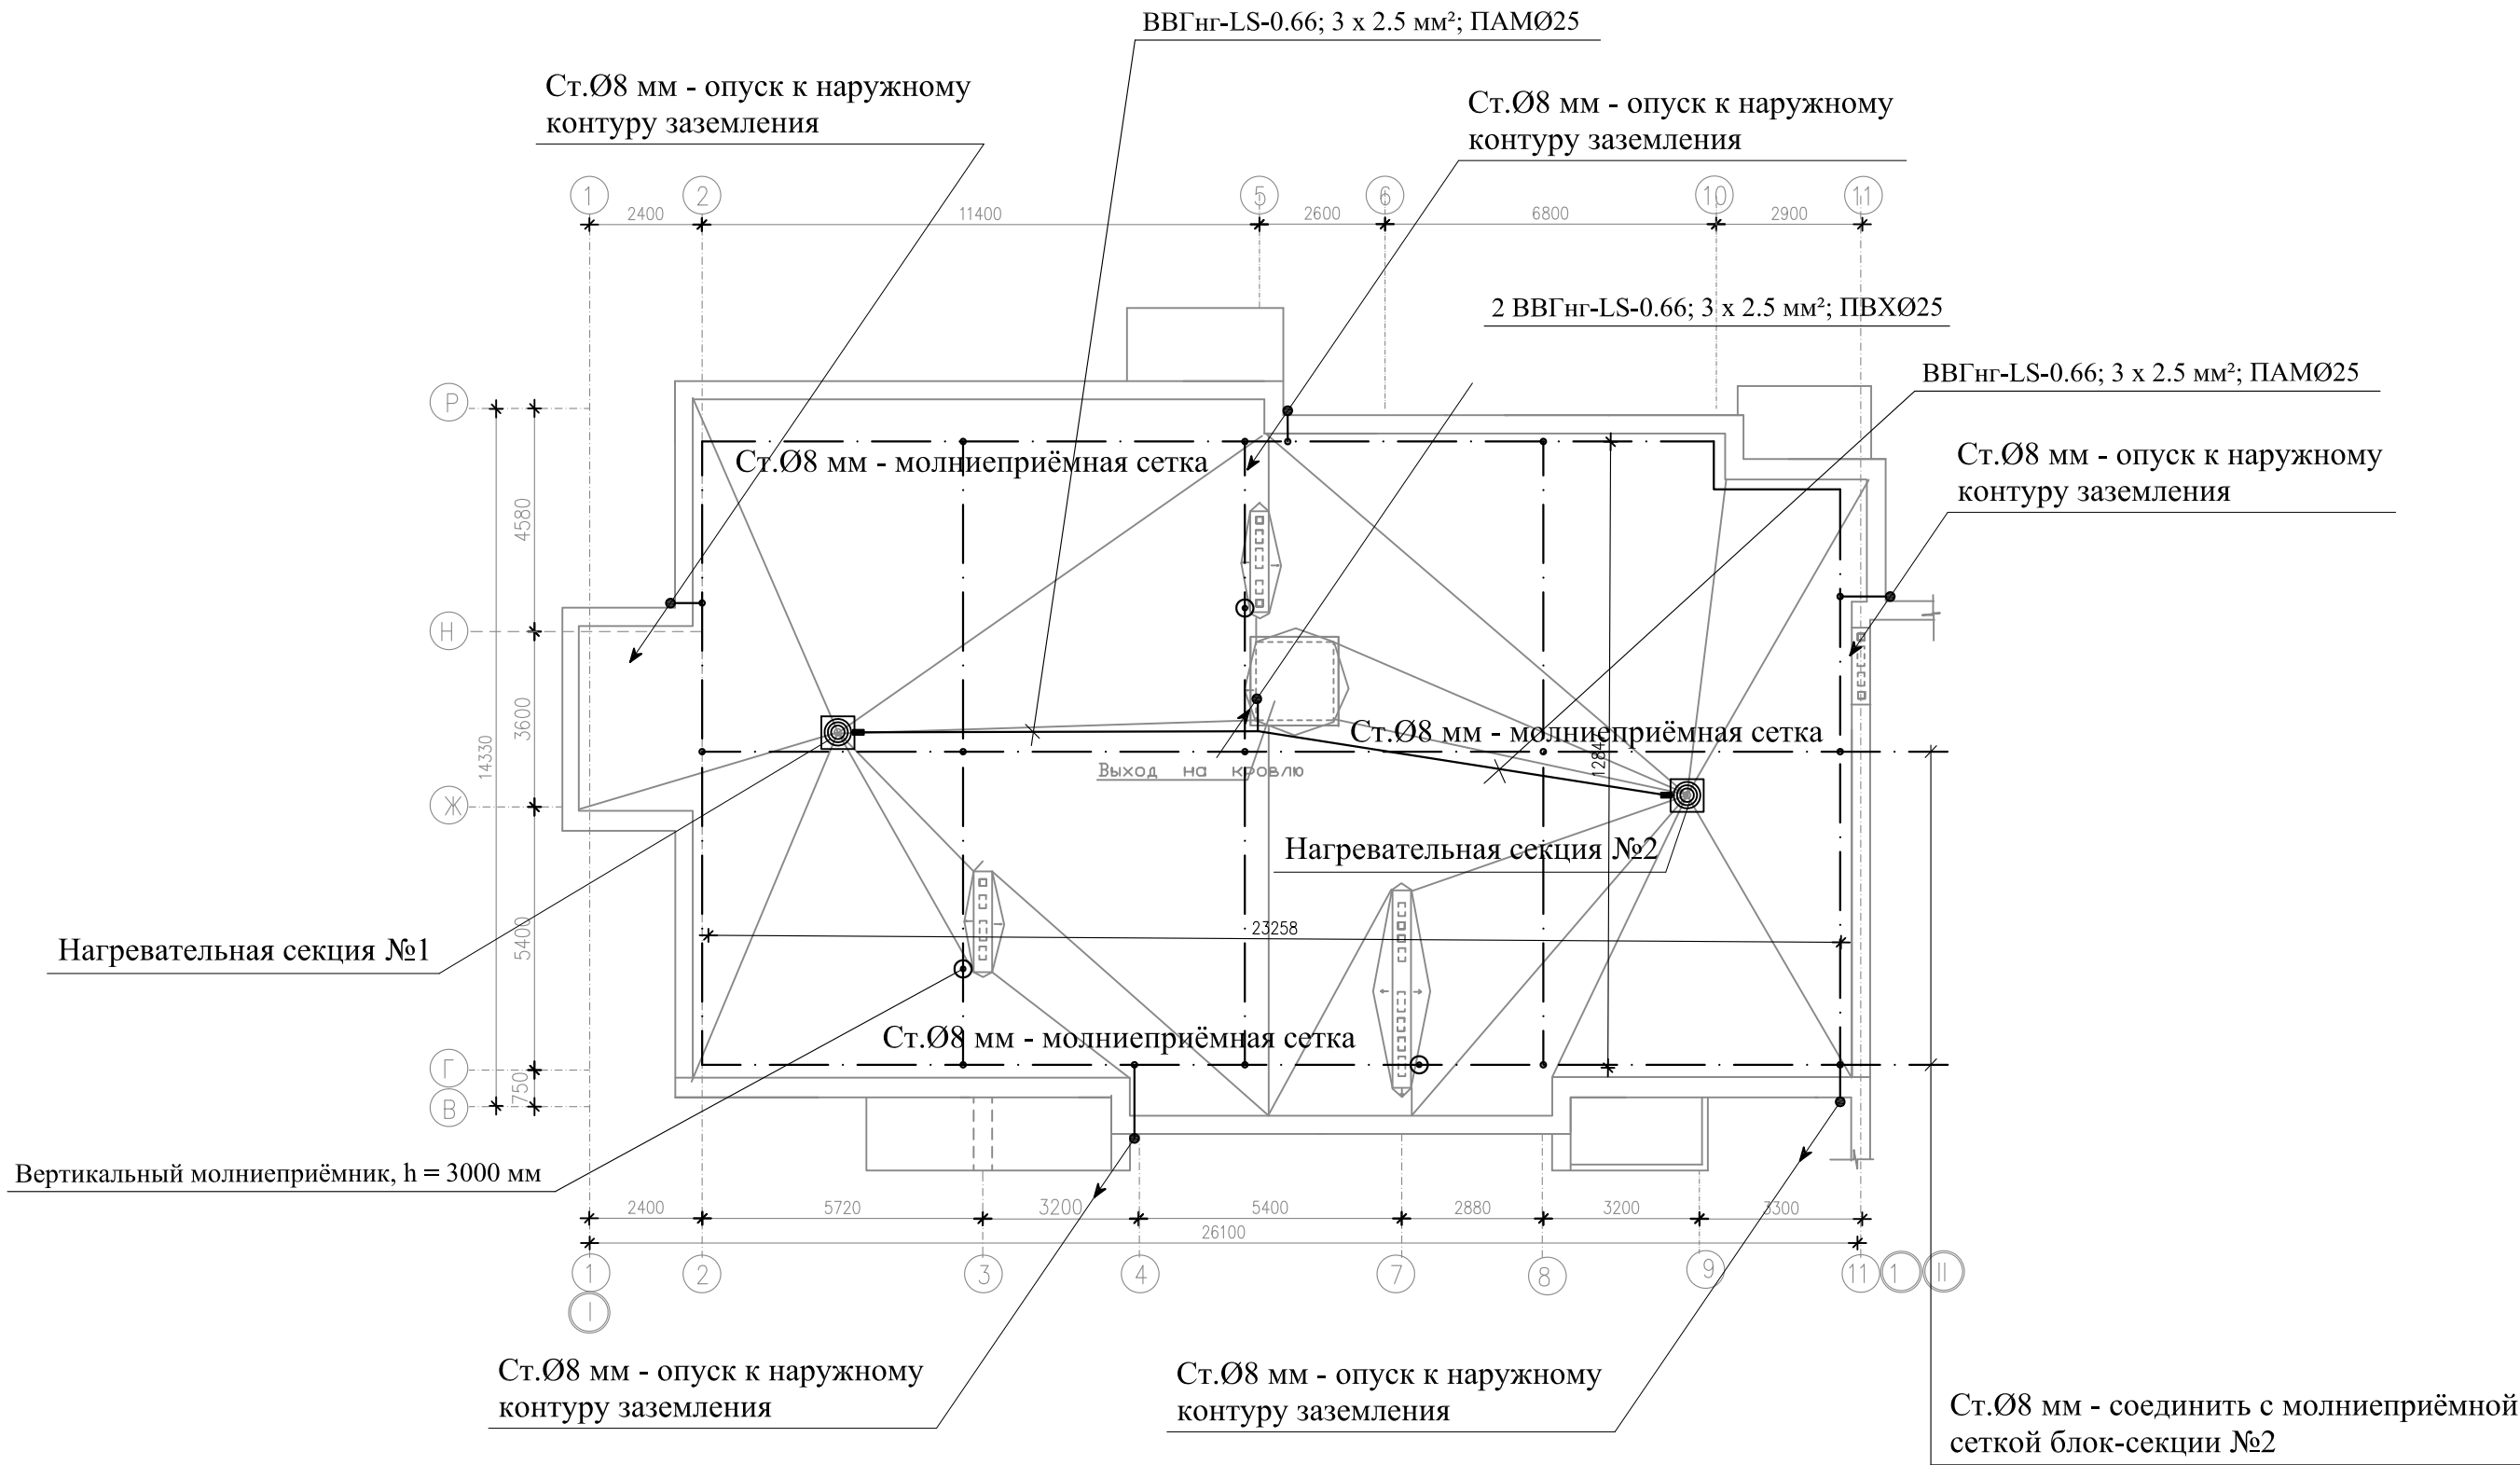 ВВГнг-LS-0.66; 3 х 2.5 мм²; ПАМØ25
Ст.Ø8 мм - опуск к наружному
контуру заземления
Ст.Ø8 мм - опуск к наружному
контуру заземления
1
2
5
6
10
11
2400
11400
2600
6800
2900
2 ВВГнг-LS-0.66; 3 х 2.5 мм²; ПВХØ25
ВВГнг-LS-0.66; 3 х 2.5 мм²; ПАМØ25
Р
Ст.Ø8 мм - молниеприёмная сетка
Ст.Ø8 мм - опуск к наружному
контуру заземления
4580
Н
3600
14330
Ст.Ø8 мм - молниеприёмная сетка
Выход на кровлю
Ж
Нагревательная секция №2
5400
23258
Нагревательная секция №1
Ст.Ø8 мм - молниеприёмная сетка
Г
750
В
Вертикальный молниеприёмник, h = 3000 мм
2400
5720
3200
5400
2880
3200
3300
26100
1
2
3
4
7
8
9
11
1
II
I
Ст.Ø8 мм - опуск к наружному
контуру заземления
Ст.Ø8 мм - опуск к наружному
контуру заземления
Ст.Ø8 мм - соединить с молниеприёмной
сеткой блок-секции №2